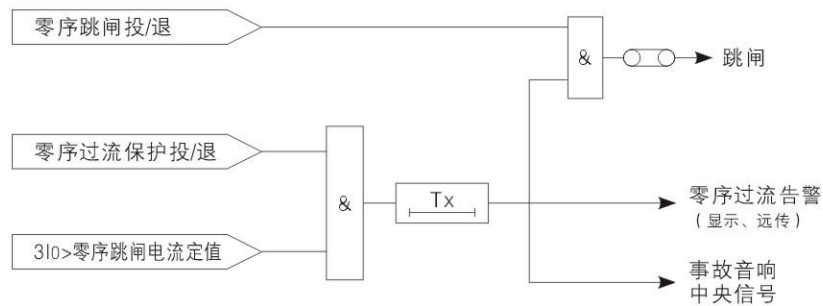 零序跳闸投/退
&
跳闸
零序过流保护投/退
&
Tx
零序过流告警
(显示、远传)
3I0>零序跳闸电流定值
事故音响
中央信号